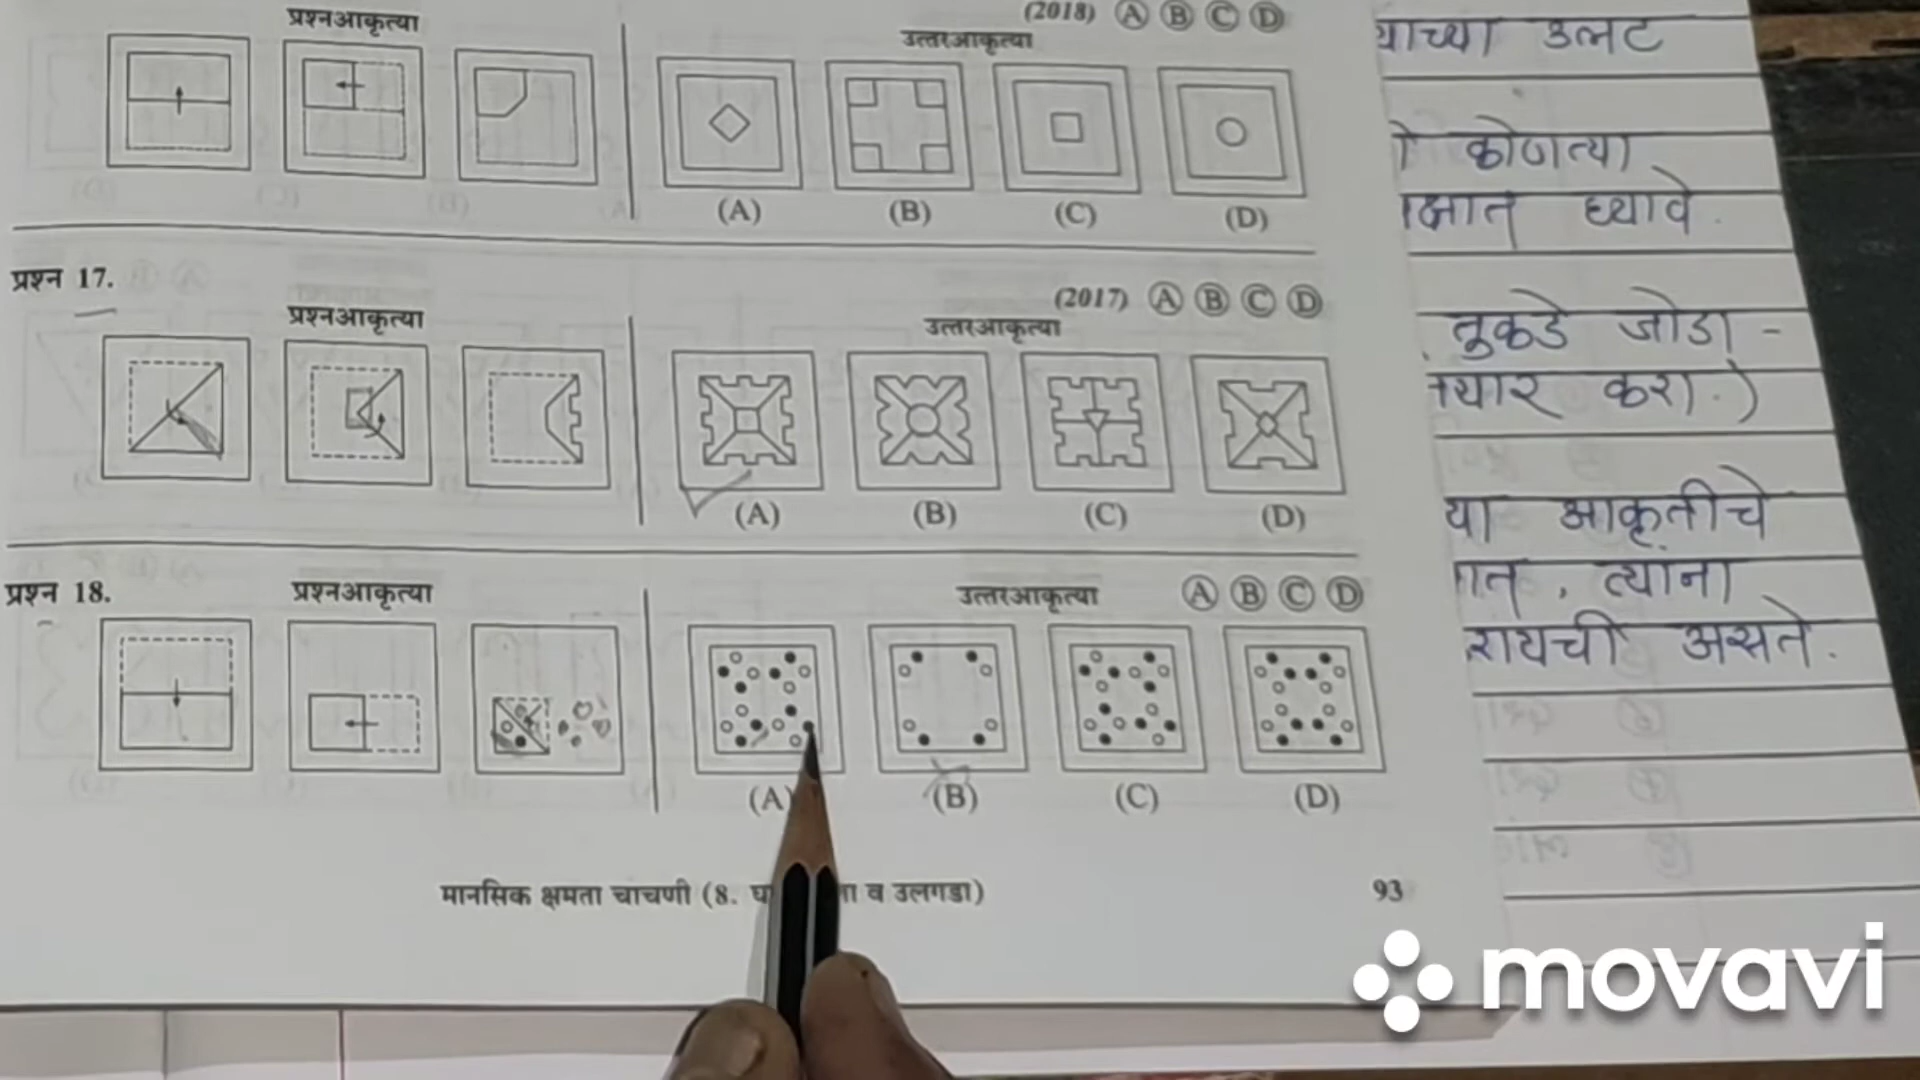 प्रश्नआकृत्या
(2018) A B C D
उत्तरआकृत्या
(A) (B) (C) (D)
प्रश्न 17.
(2017) A B C D
प्रश्नआकृत्या
उत्तरआकृत्या
(A) (B) (C) (D)
प्रश्न 18.
प्रश्नआकृत्या
उत्तरआकृत्या
A B C D
(A) (B) (C) (D)
मानसिक क्षमता चाचणी (8. व उलगडा)
93
याच्या उलट
कोणत्या
घ्यावे.
तुकडे जोडा -
करा.)
या आकृतीचे
त्यांना
असते.
movavi